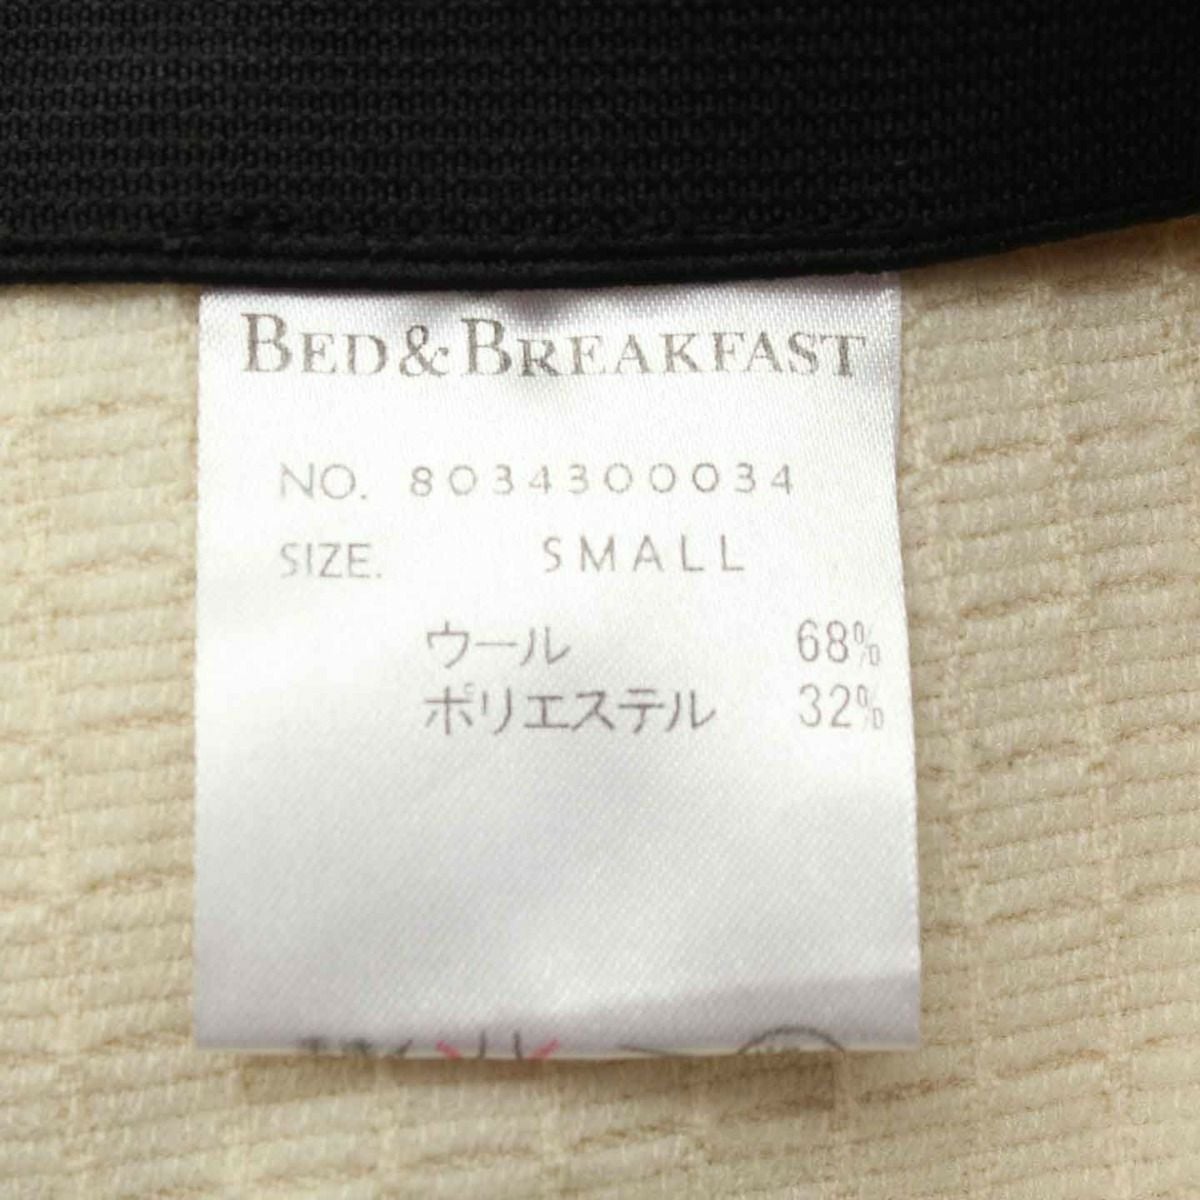 BED & BREAKFAST
NO. 8034300034
SIZE. SMALL
ウール 68%
ポリエステル 32%